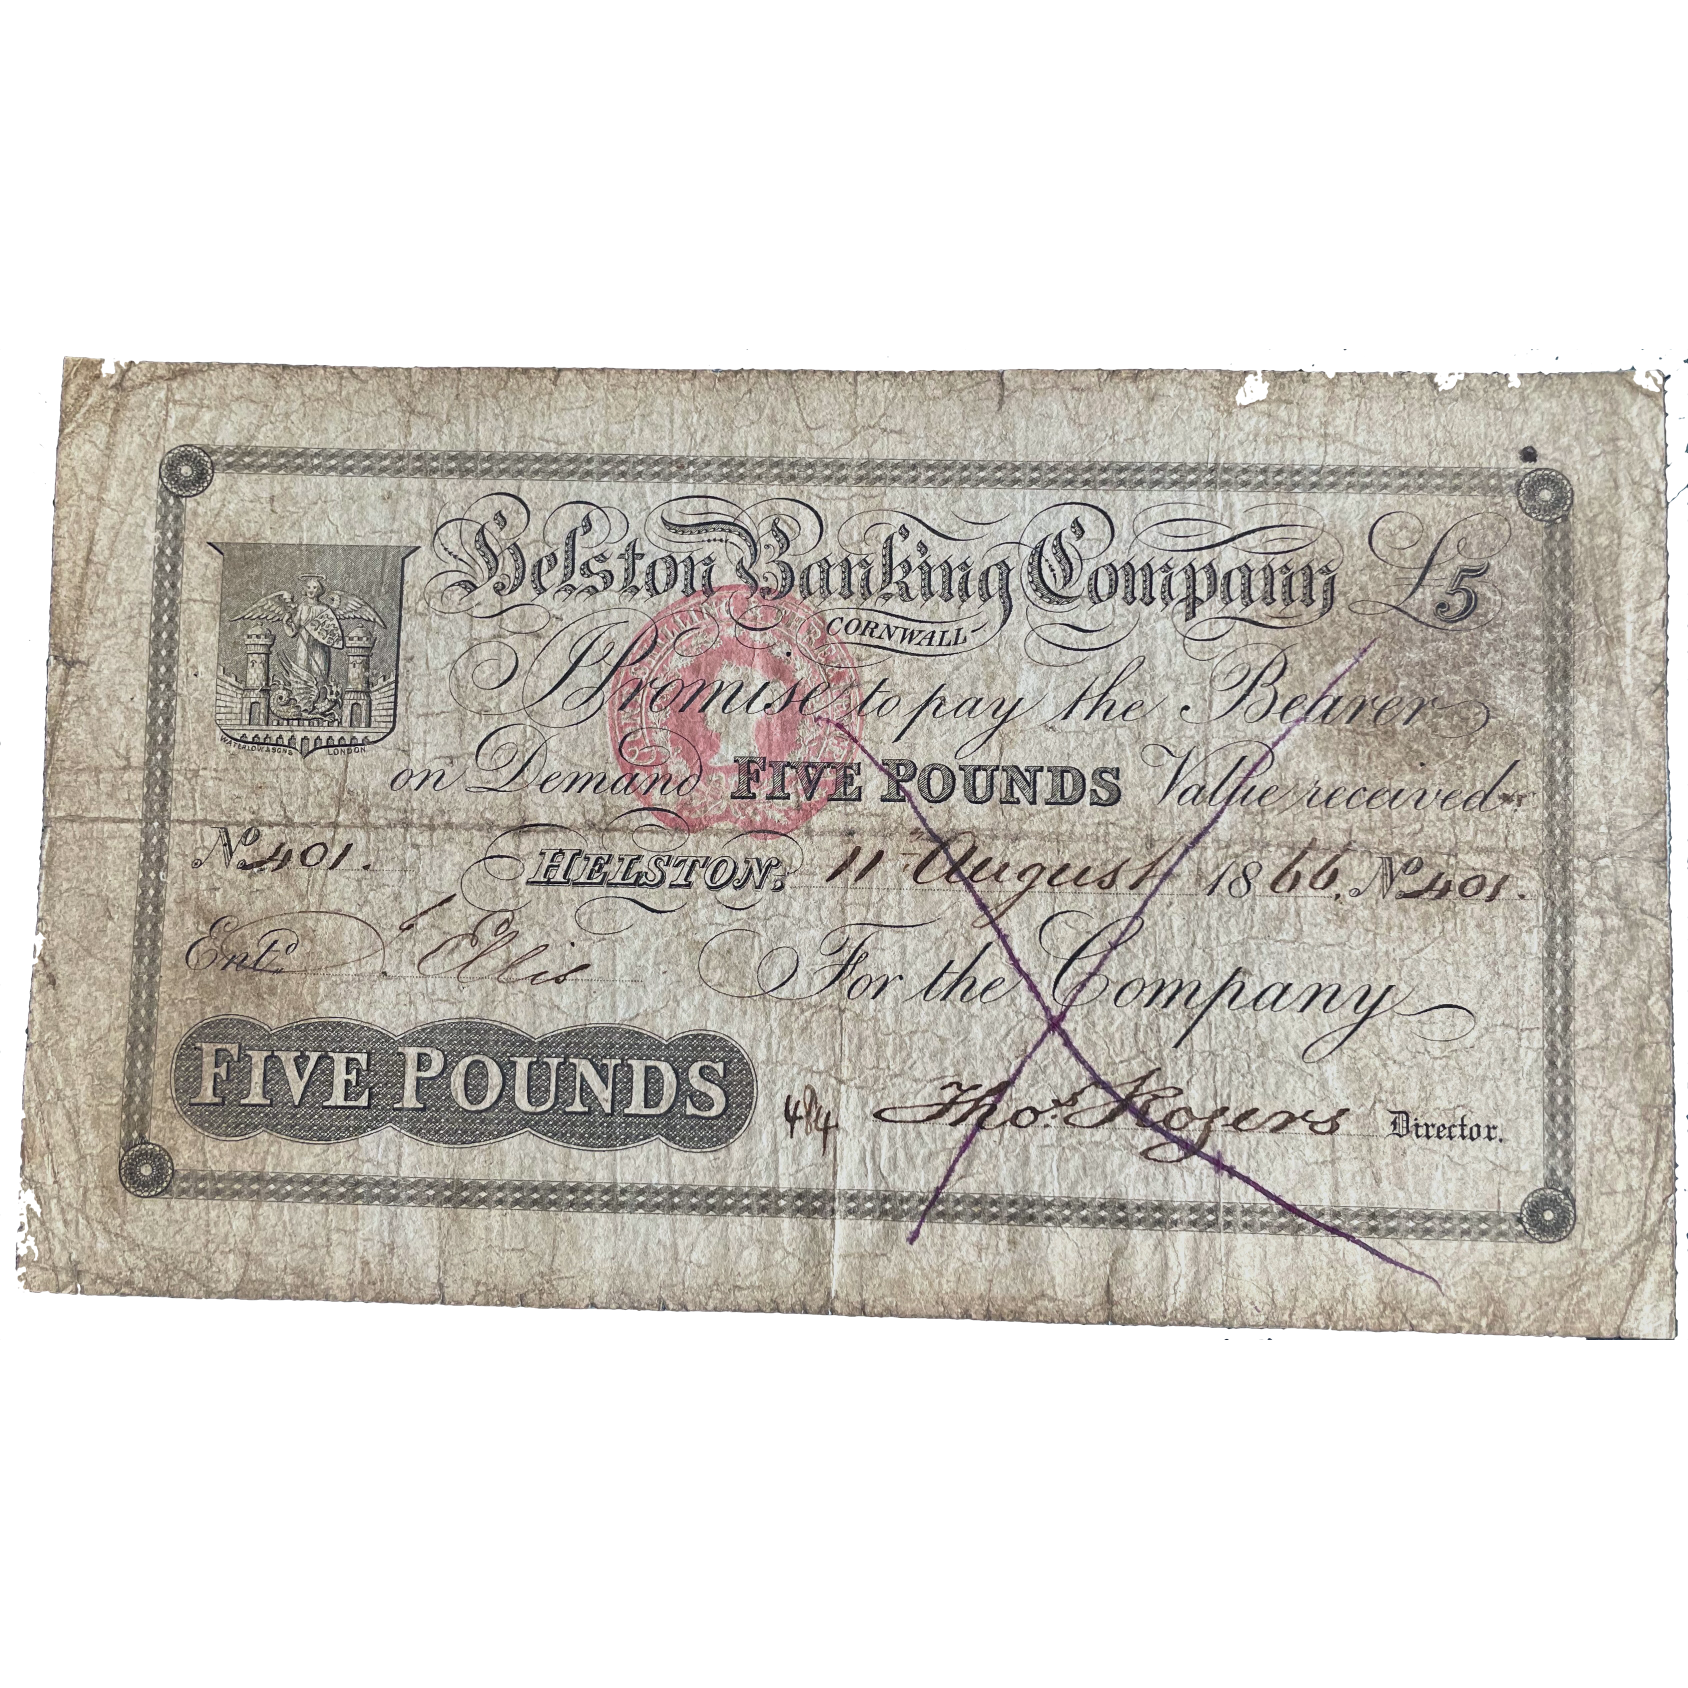 Helston Banking Company £5
CORNWALL
I Promise to pay the Bearer
on Demand FIVE POUNDS Value received
WATERLOW & SONS LONDON
No 401. HELSTON, 11th August 1866. No 401.
Entd. Ellis For the Company
FIVE POUNDS 484 Thos. Rogers Director.